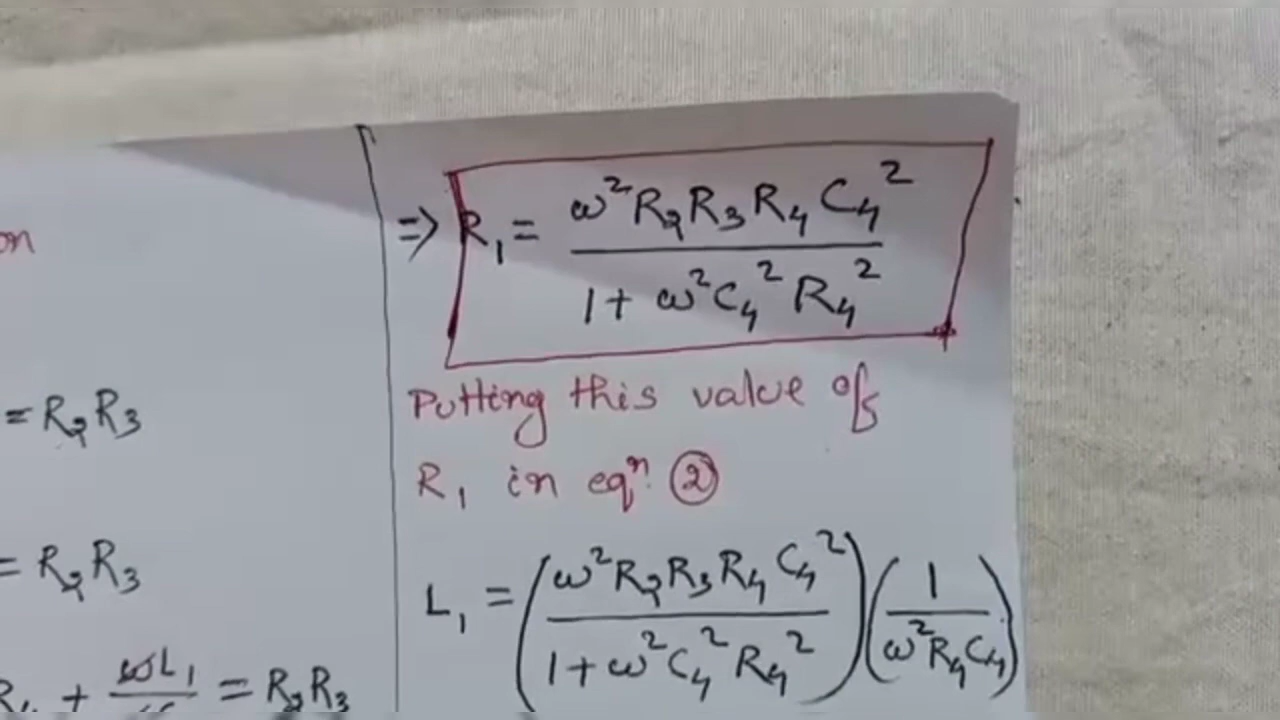 on
= R₂R₃
= R₂R₃
R₄ + ωL₁/ = R₂R₃
⇒ R₁ = ω²R₂R₃R₄C₄² / 1 + ω²C₄²R₄²
Putting this value of
R₁ in eqⁿ. ②
L₁ = (ω²R₂R₃R₄C₄² / 1 + ω²C₄²R₄²) (1 / ω²R₄C₄)